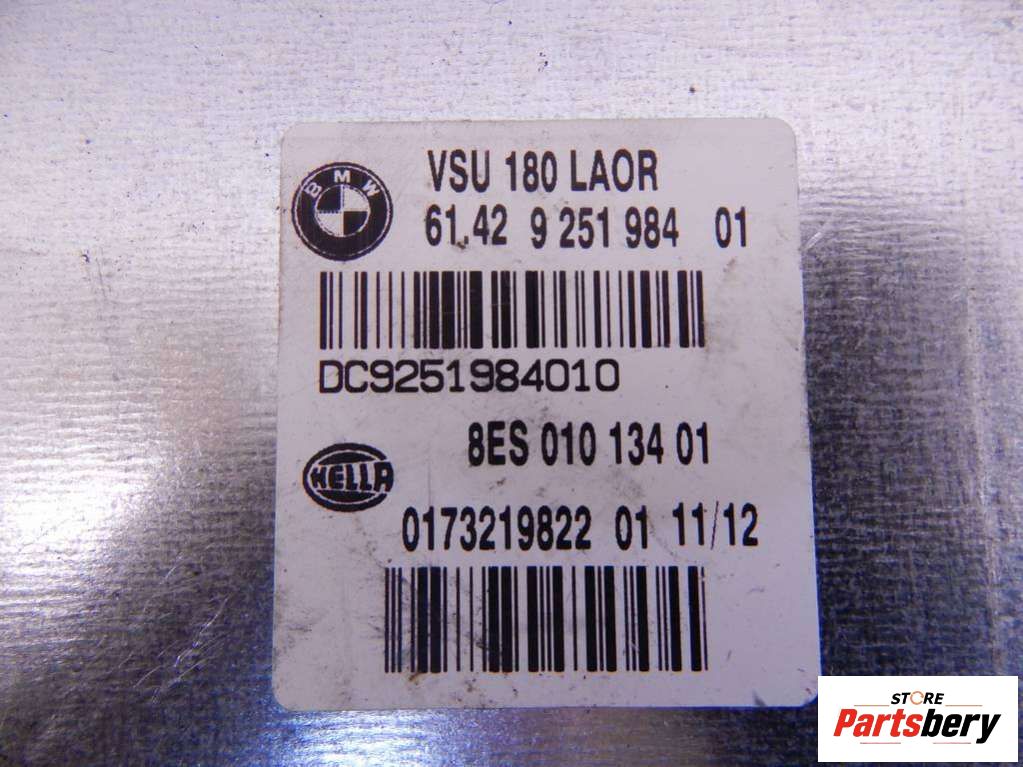 BMW
VSU 180 LAOR
61.42 9 251 984 01
DC9251984010
8ES 010 134 01
HELLA
0173219822 01 11/12
STORE
Partsbery